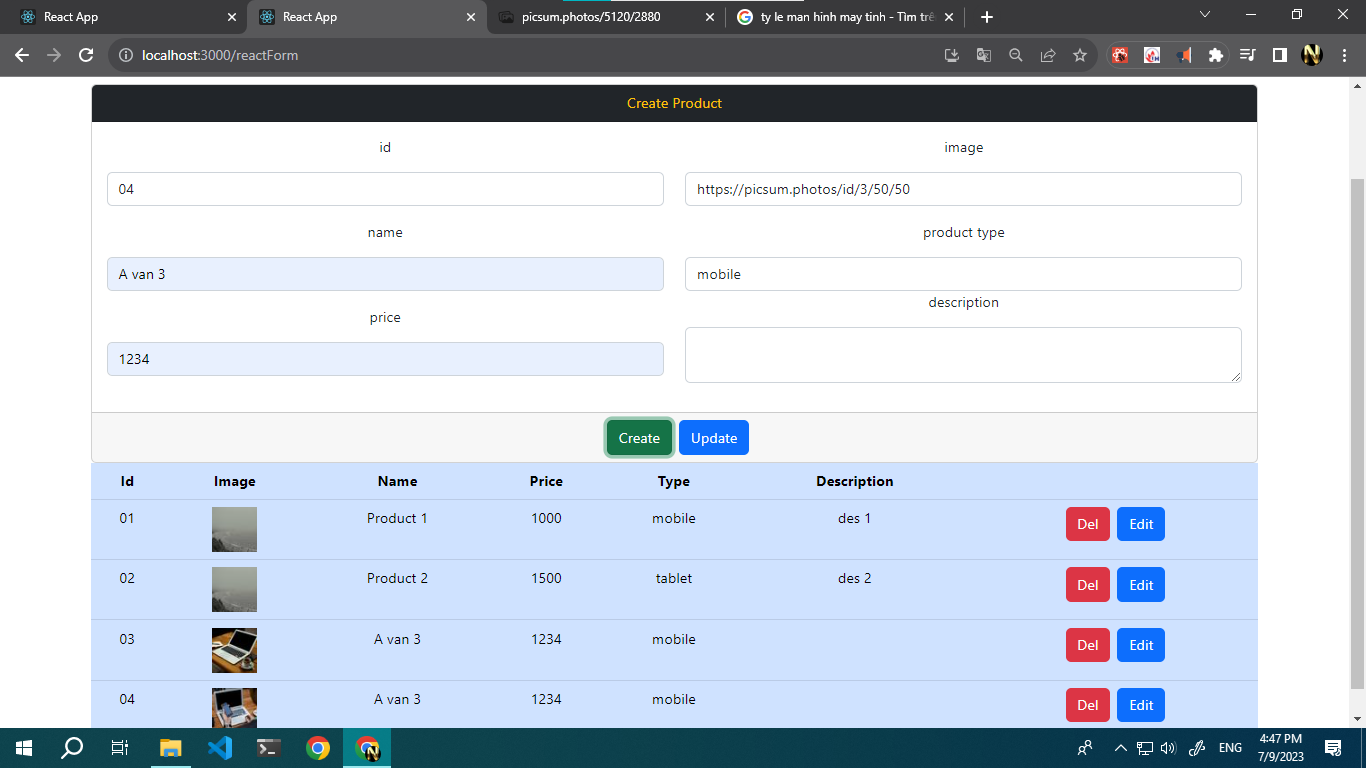 React App
React App
picsum.photos/5120/2880
ty le man hinh may tinh - Tìm trê
localhost:3000/reactForm
Create Product
id
image
04
https://picsum.photos/id/3/50/50
name
product type
A van 3
mobile
price
description
1234
Create Update
Id Image Name Price Type Description
01 Product 1 1000 mobile des 1 Del Edit
02 Product 2 1500 tablet des 2 Del Edit
03 A van 3 1234 mobile Del Edit
04 A van 3 1234 mobile Del Edit
ENG
4:47 PM
7/9/2023